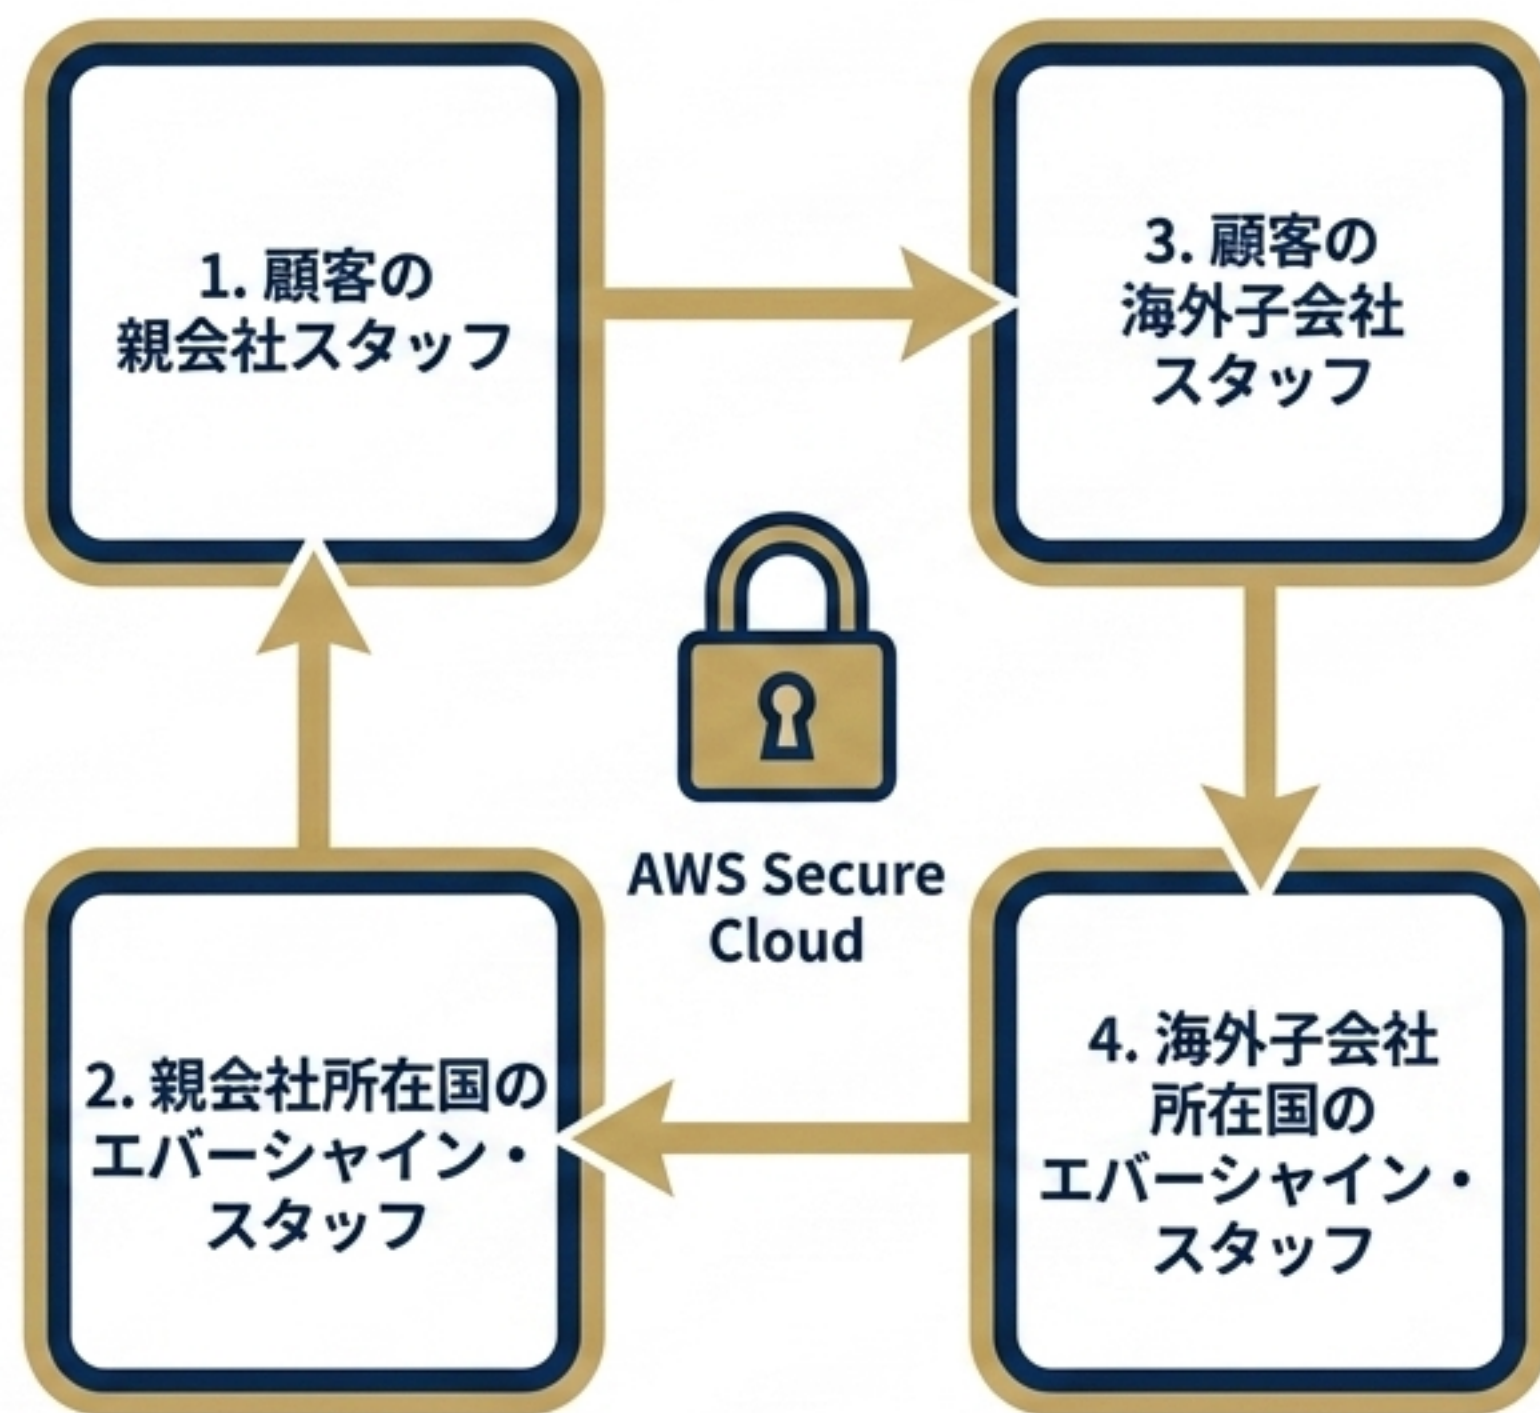 1. 顧客の
親会社スタッフ
3. 顧客の
海外子会社
スタッフ
AWS Secure
Cloud
2. 親会社所在国の
エバーシャイン・
スタッフ
4. 海外子会社
所在国の
エバーシャイン・
スタッフ